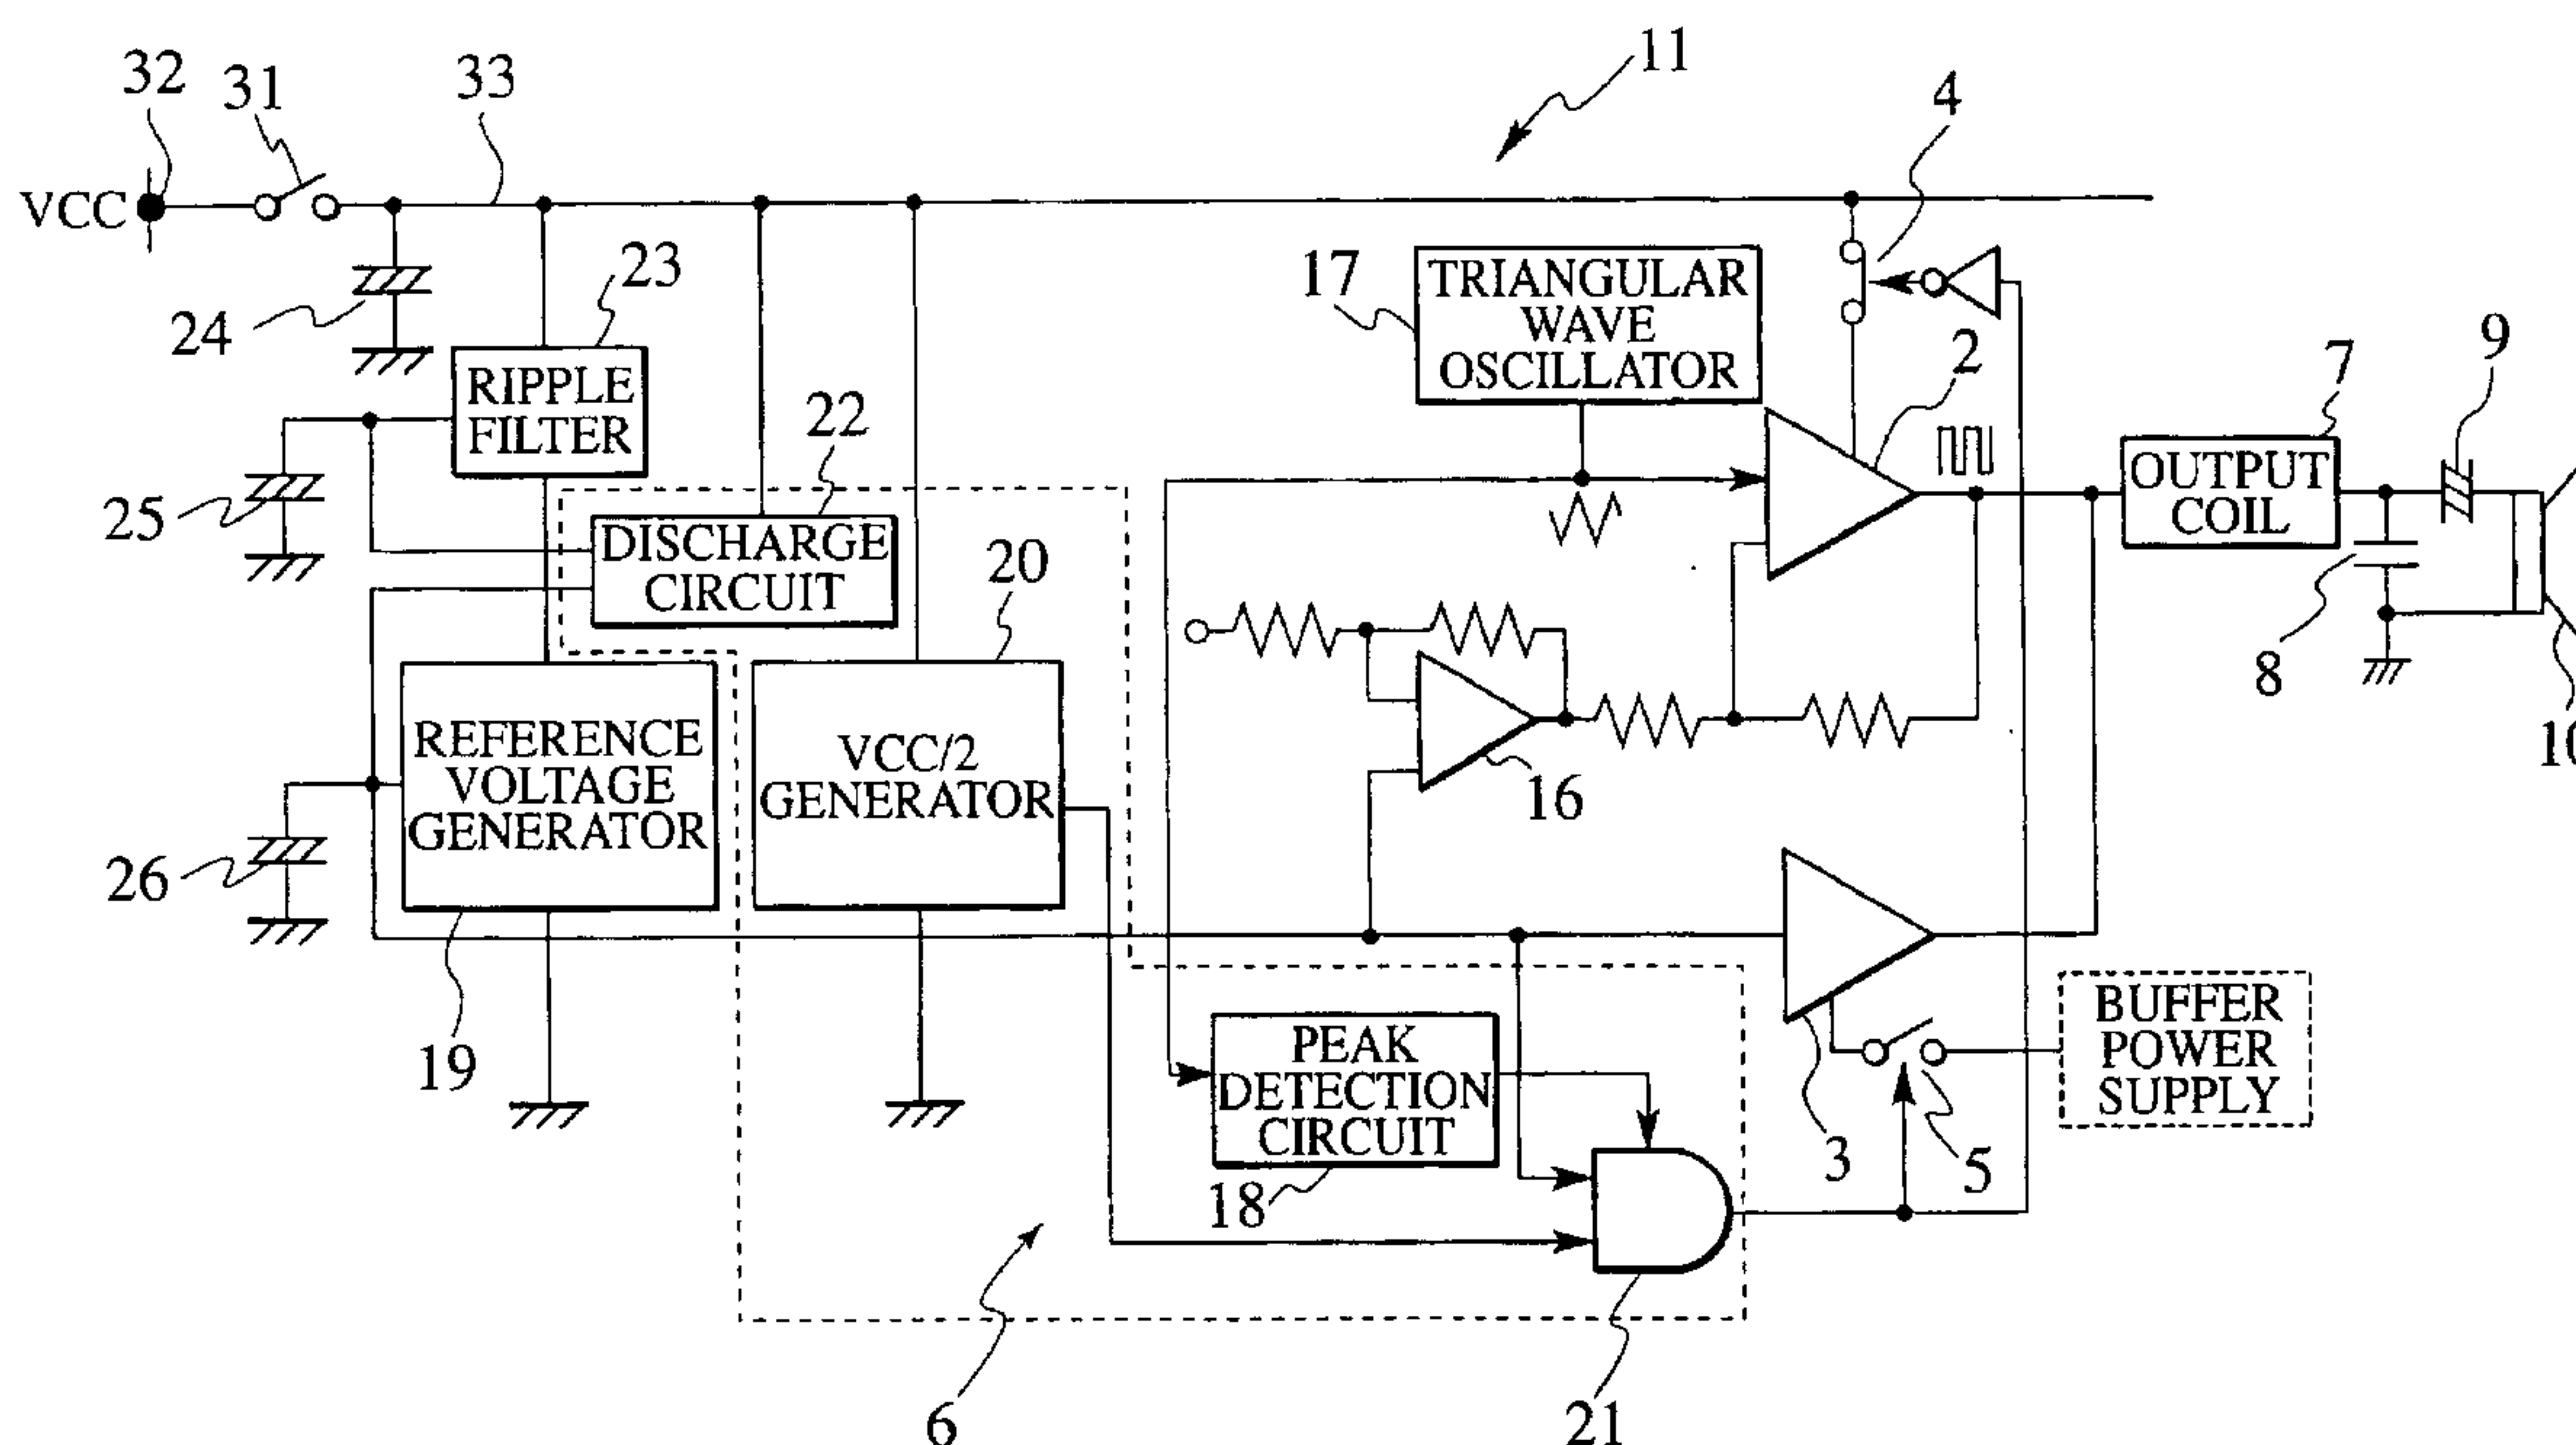 11
32
31
33
4
VCC
23
24
17
TRIANGULAR
WAVE
OSCILLATOR
2
9
7
RIPPLE
FILTER
22
25
OUTPUT
COIL
DISCHARGE
CIRCUIT
20
8
REFERENCE
VOLTAGE
GENERATOR
VCC/2
GENERATOR
16
10
26
19
PEAK
DETECTION
CIRCUIT
BUFFER
POWER
SUPPLY
3
5
18
6
21